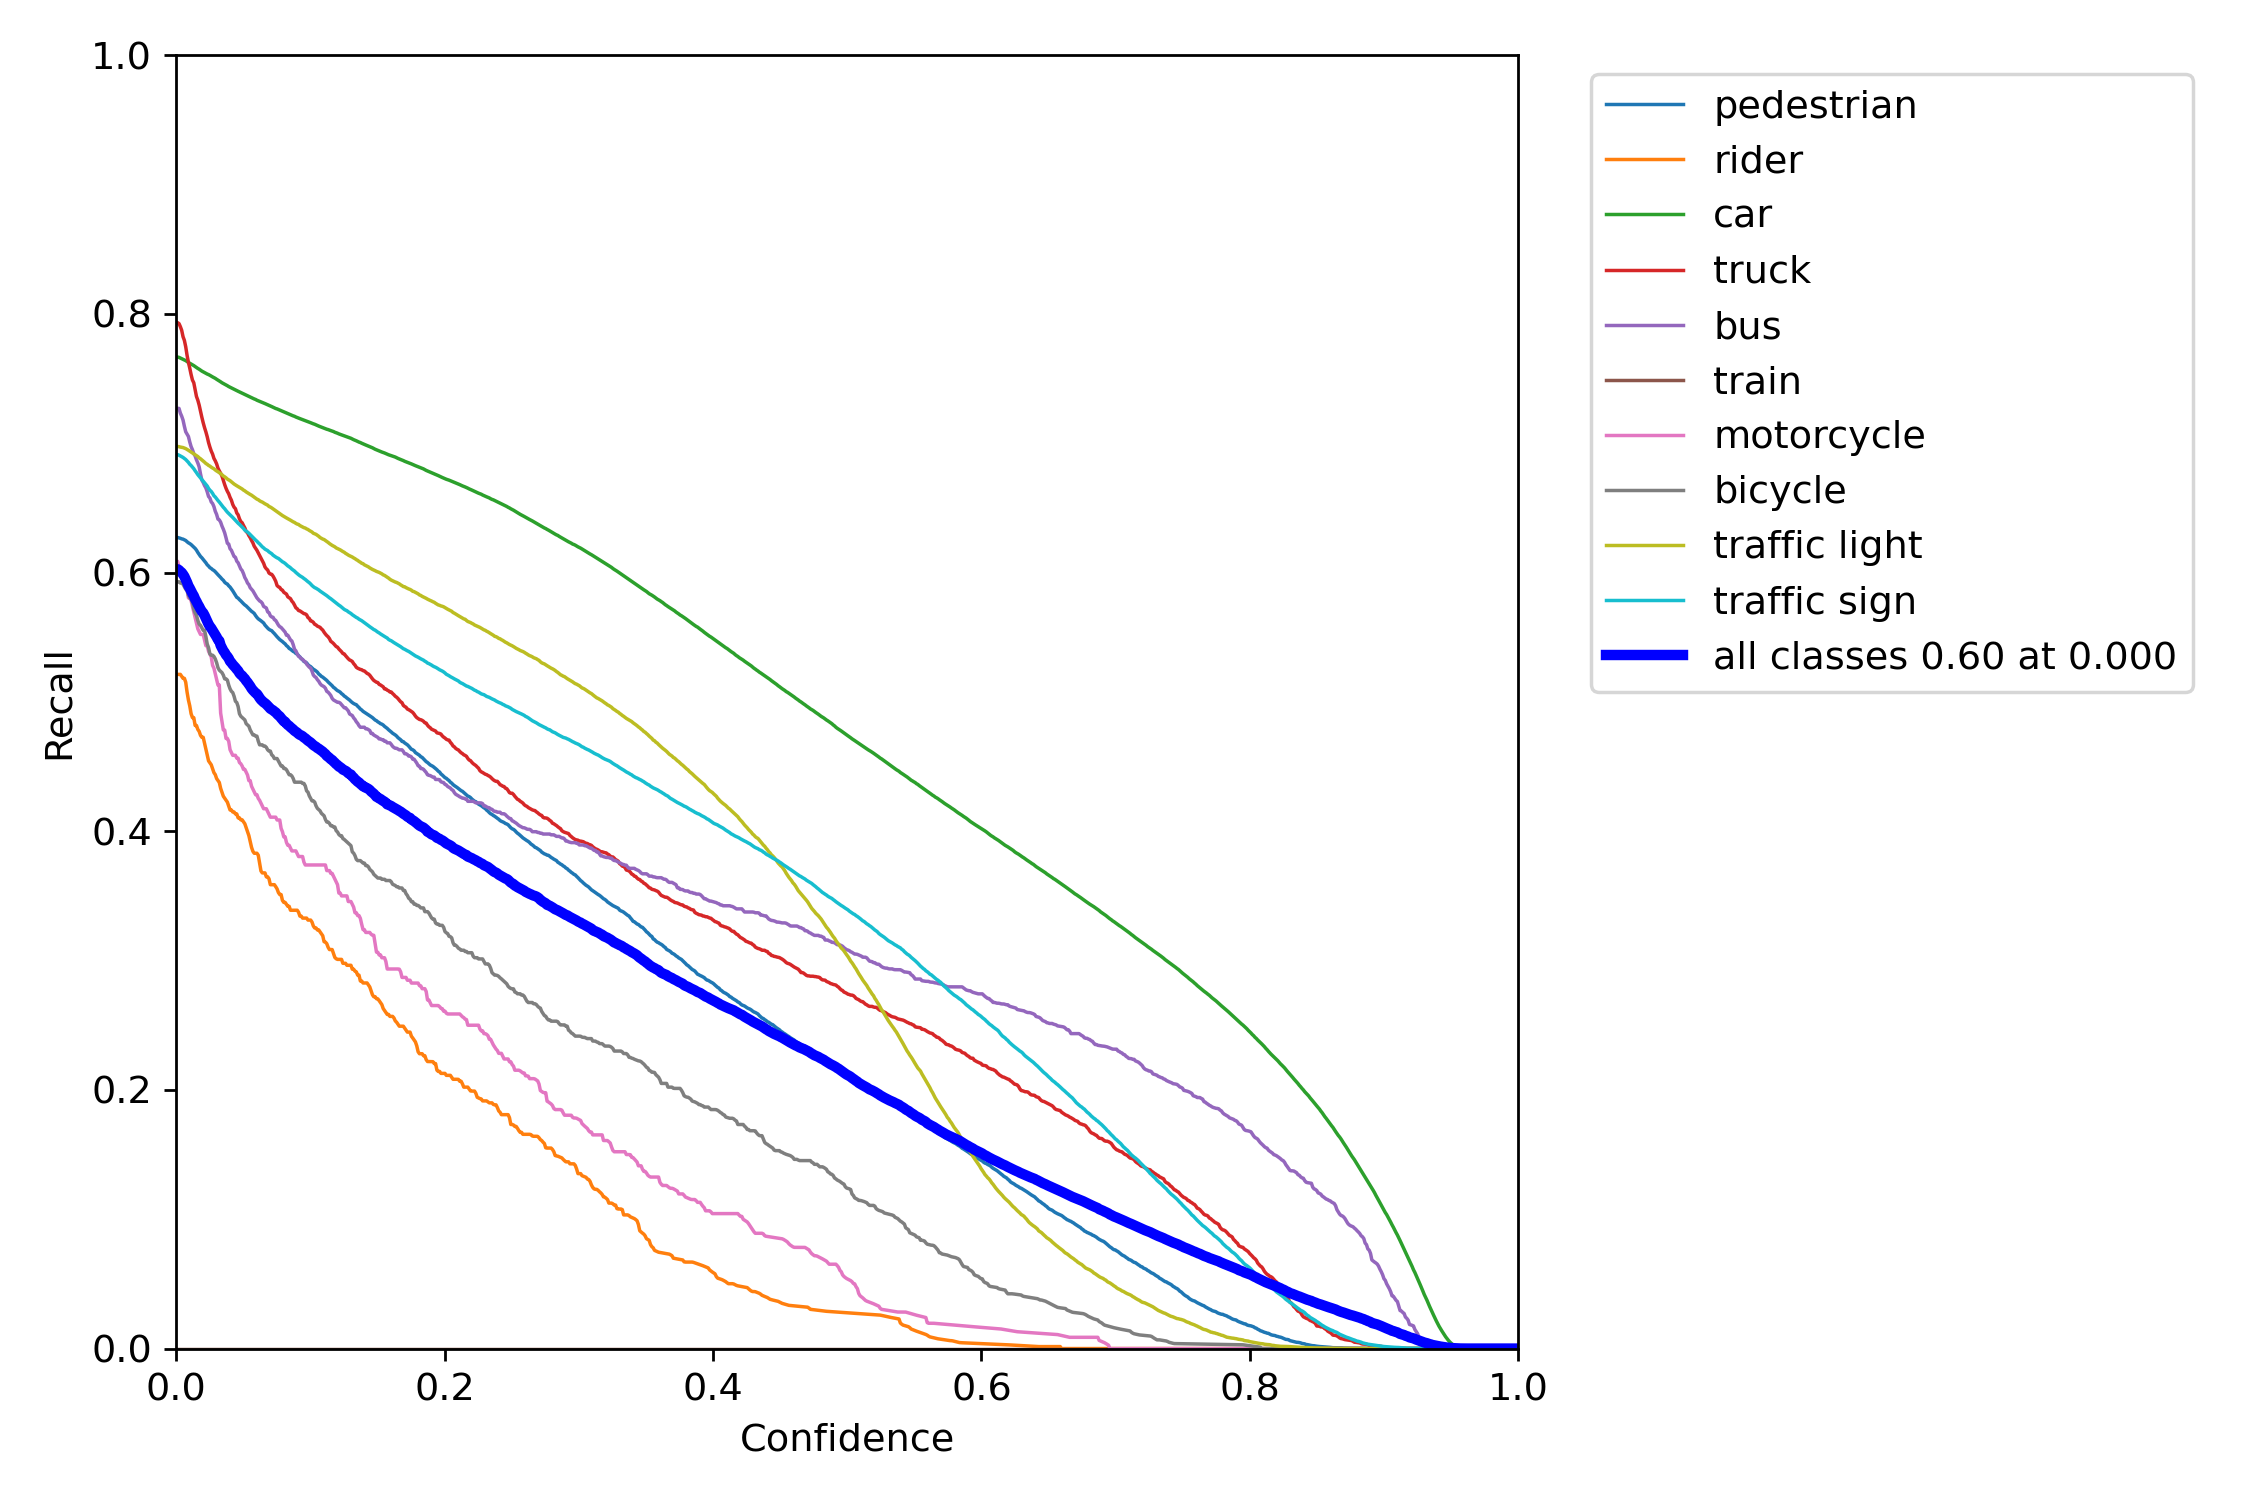 1.0
0.8
0.6
0.4
0.2
0.0
Recall
0.0 0.2 0.4 0.6 0.8 1.0
Confidence
pedestrian
rider
car
truck
bus
train
motorcycle
bicycle
traffic light
traffic sign
all classes 0.60 at 0.000